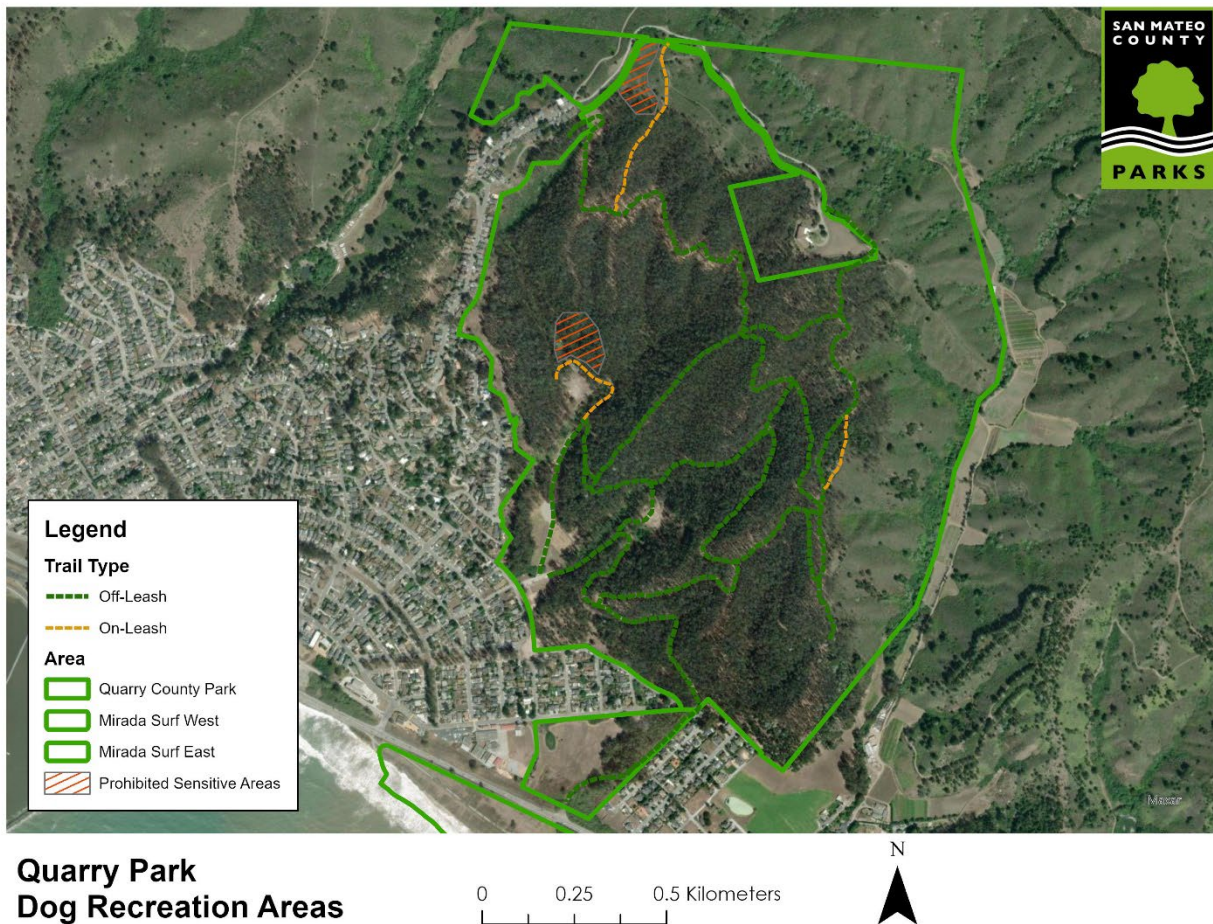 SAN MATEO
COUNTY
PARKS
Legend
Trail Type
Off-Leash
On-Leash
Area
Quarry County Park
Mirada Surf West
Mirada Surf East
Prohibited Sensitive Areas
Maxar
Quarry Park
Dog Recreation Areas
0 0.25 0.5 Kilometers
N